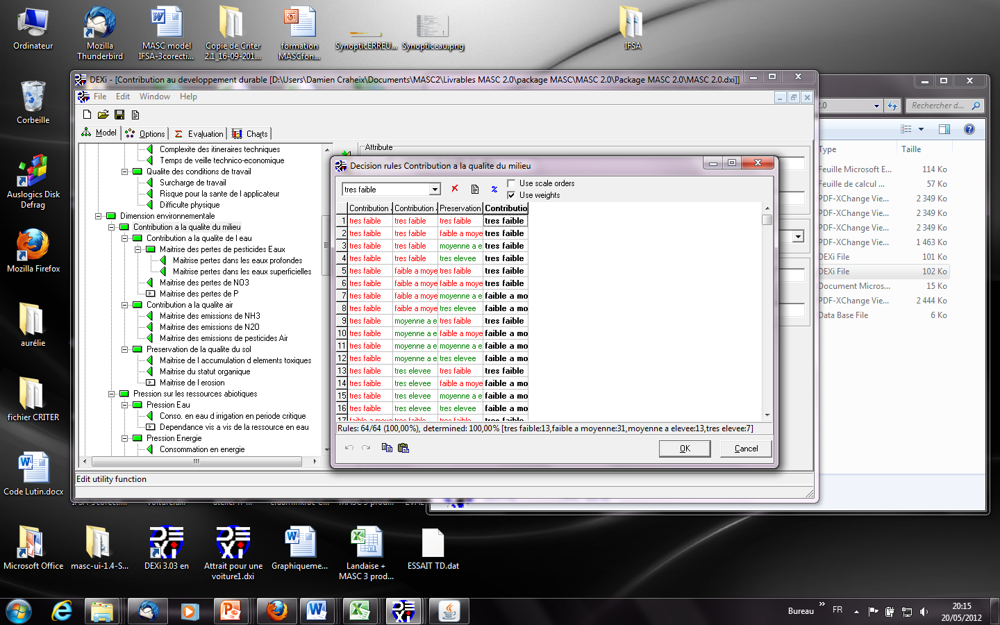 Ordinateur
Mozilla
Thunderbird
MASC model
IFSA-3corecti...
Copie de Criter
2.1_16-09-201...
formation
MASCfon...
SynopticERREU...
Synopticeau.png
IFSA
Corbeille
Auslogics Disk
Defrag
Mozilla Firefox
aurélie
fichier CRITER
Code Lutin.docx
DEXi - [Contribution au developpement durable [D:\Users\Damien Craheix\Documents\MASC2\Livrables MASC 2.0\package MASC\MASC 2.0\Package MASC 2.0\MASC 2.0.dxi]]
File Edit Window Help
Model Options Evaluation Charts
Complexite des itineraires techniques
Temps de veille technico-economique
Qualite des conditions de travail
Surcharge de travail
Risque pour la sante de l applicateur
Difficulte physique
Dimension environnementale
Contribution a la qualite du milieu
Contribution a la qualite de l eau
Maitrise des pertes de pesticides Eaux
Maitrise pertes dans les eaux profondes
Maitrise pertes dans les eaux superficielles
Maitrise des pertes de NO3
Maitrise des pertes de P
Contribution a la qualite air
Maitrise des emissions de NH3
Maitrise des emissions de N2O
Maitrise des emissions de pesticides Air
Preservation de la qualite du sol
Maitrise de l accumulation d elements toxiques
Maitrise du statut organique
Maitrise de l erosion
Pression sur les ressources abiotiques
Pression Eau
Conso. en eau d irrigation en periode critique
Dependance vis a vis de la ressource en eau
Pression Energie
Consommation en energie
Edit utility function
Attribute
Decision rules Contribution a la qualite du milieu
tres faible
Use scale orders
Use weights
Contribution Contribution Preservation Contributio
1 tres faible tres faible tres faible tres faible
2 tres faible tres faible faible a moye tres faible
3 tres faible tres faible moyenne a e tres faible
4 tres faible tres faible tres elevee tres faible
5 tres faible faible a moye tres faible tres faible
6 tres faible faible a moye faible a moye tres faible
7 tres faible faible a moye moyenne a e faible a mo
8 tres faible faible a moye tres elevee faible a mo
9 tres faible moyenne a e tres faible tres faible
10 tres faible moyenne a e faible a moye faible a mo
11 tres faible moyenne a e moyenne a e faible a mo
12 tres faible moyenne a e tres elevee faible a mo
13 tres faible tres elevee tres faible tres faible
14 tres faible tres elevee faible a moye faible a mo
15 tres faible tres elevee moyenne a e faible a mo
16 tres faible tres elevee tres elevee faible a mo
17 faible a moye tres faible tres faible tres faible
Rules: 64/64 (100,00%), determined: 100,00% [tres faible:13,faible a moyenne:31,moyenne a elevee:13,tres elevee:7]
OK Cancel
2.0
Rechercher d...
Type Taille
Feuille Microsoft E... 114 Ko
Feuille de calcul ... 57 Ko
PDF-XChange Vie... 2 349 Ko
PDF-XChange Vie... 2 349 Ko
PDF-XChange Vie... 2 349 Ko
PDF-XChange Vie... 1 463 Ko
DEXi File 101 Ko
DEXi File 102 Ko
Document Micros... 15 Ko
PDF-XChange Vie... 2 444 Ko
Data Base File 6 Ko
Microsoft Office
masc-ui-1.4-S...
DEXi 3.03 en
Attrait pour une
voiture1.dxi
Graphiqueme...
Landaise +
MASC 3 prod...
ESSAIT TD.dat
Bureau
FR
20:15
20/05/2012